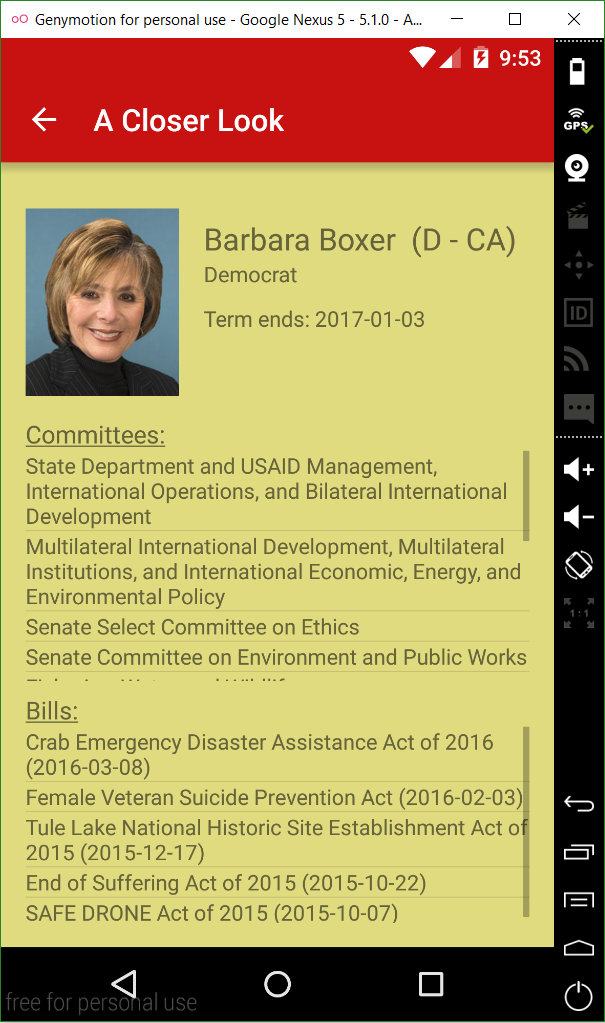 Genymotion for personal use - Google Nexus 5 - 5.1.0 - A...
9:53
A Closer Look
GPS
Barbara Boxer (D - CA)
Democrat
Term ends: 2017-01-03
ID
Committees:
State Department and USAID Management,
International Operations, and Bilateral International
Development
Multilateral International Development, Multilateral
Institutions, and International Economic, Energy, and
Environmental Policy
Senate Select Committee on Ethics
1:1
Senate Committee on Environment and Public Works
Bills:
Crab Emergency Disaster Assistance Act of 2016
(2016-03-08)
Female Veteran Suicide Prevention Act (2016-02-03)
Tule Lake National Historic Site Establishment Act of
2015 (2015-12-17)
End of Suffering Act of 2015 (2015-10-22)
SAFE DRONE Act of 2015 (2015-10-07)
free for personal use